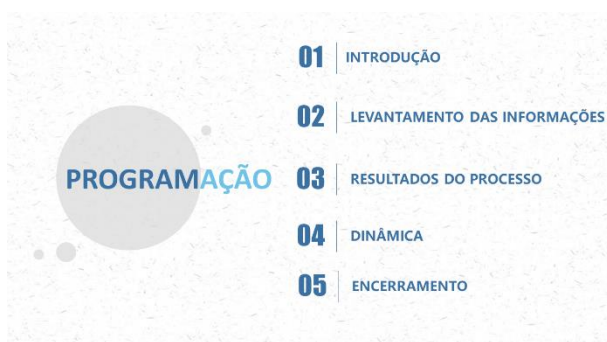 PROGRAMAÇÃO
01 INTRODUÇÃO
02 LEVANTAMENTO DAS INFORMAÇÕES
03 RESULTADOS DO PROCESSO
04 DINÂMICA
05 ENCERRAMENTO